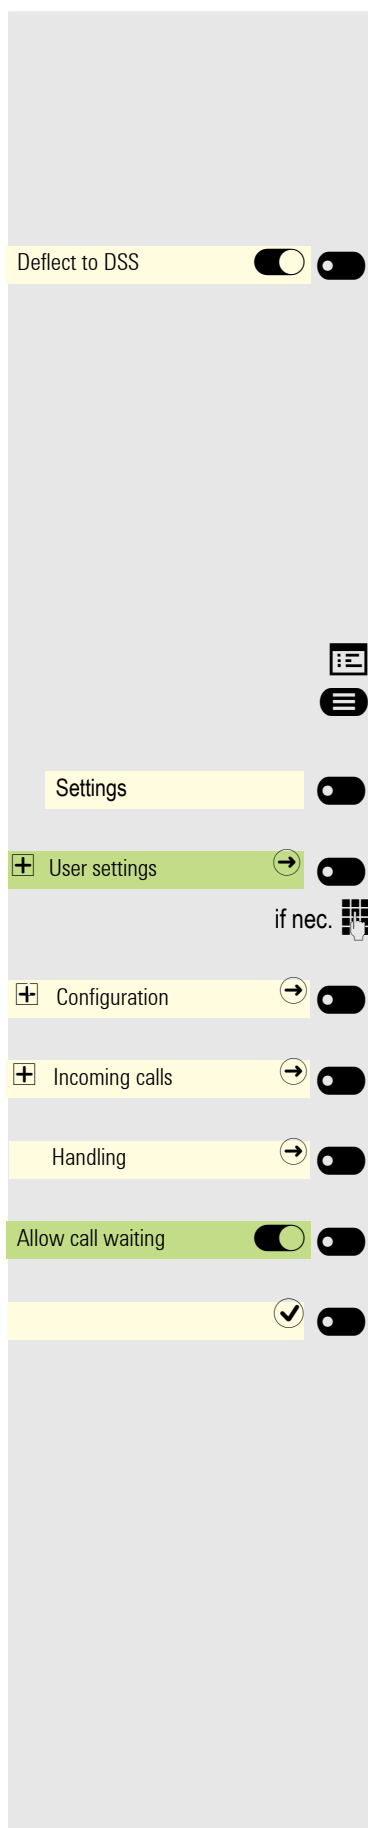 Deflect to DSS
Settings
User settings
if nec.
Configuration
Incoming calls
Handling
Allow call waiting